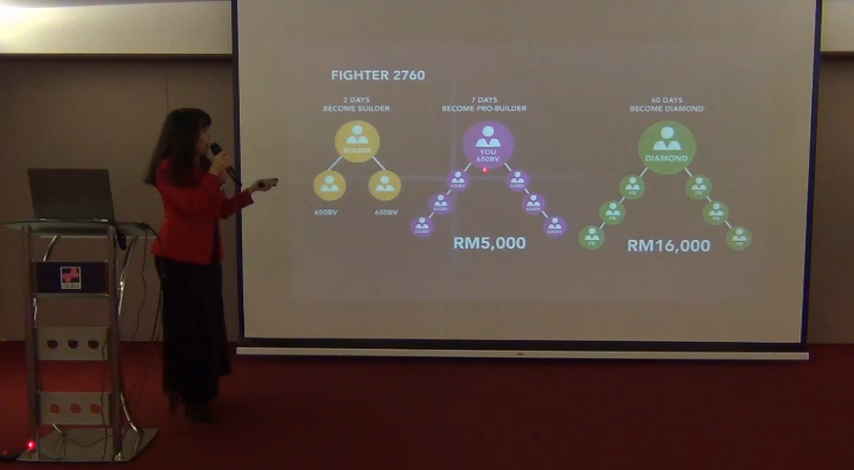 FIGHTER 2760
2 DAYS
BECOME BUILDER
7 DAYS
BECOME PRO-BUILDER
60 DAYS
BECOME DIAMOND
BUILDER
YOU
650BV
DIAMOND
650BV
650BV
RM5,000
RM16,000